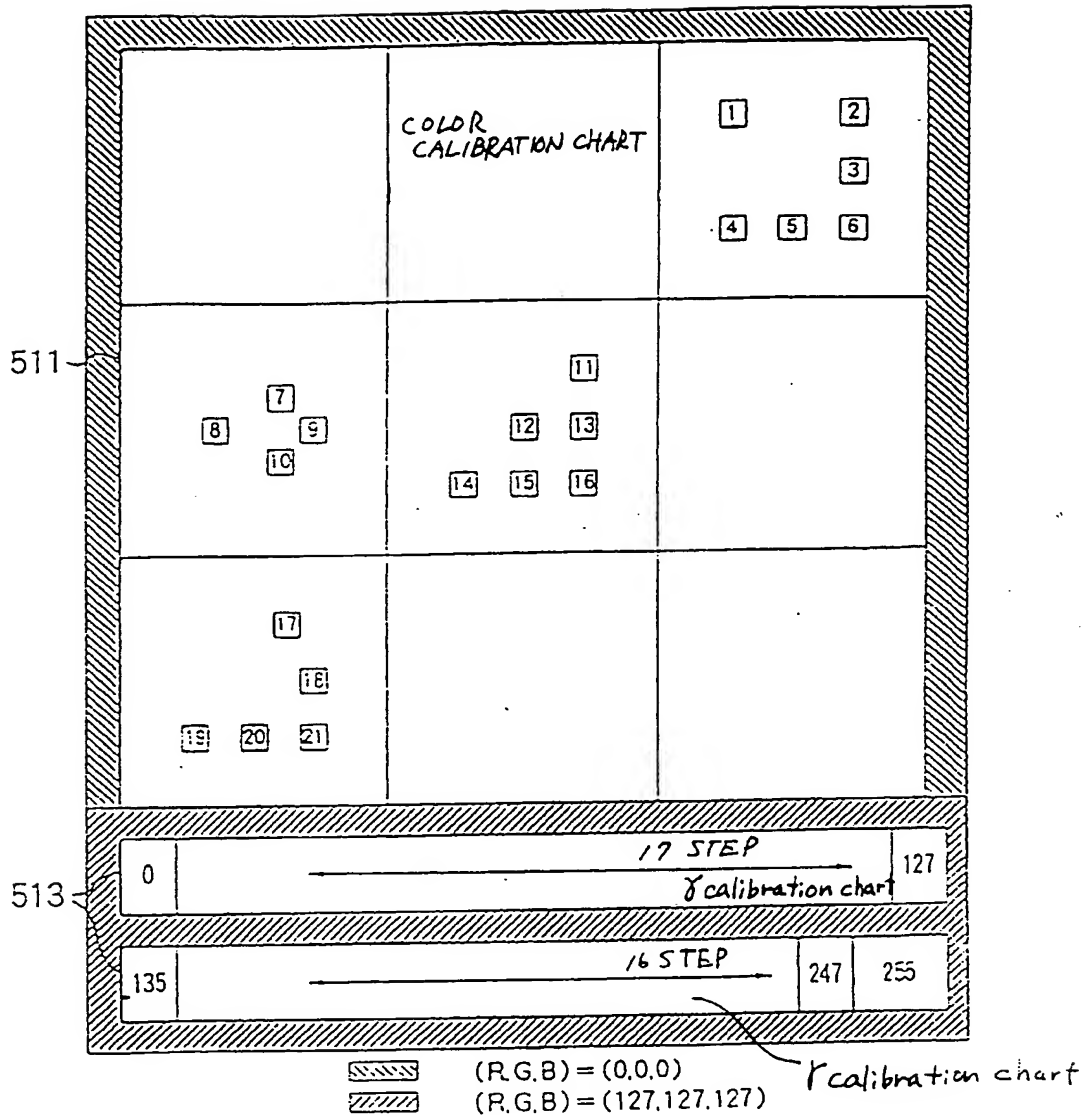 COLOR
CALIBRATION CHART
1 2
3
4 5 6
511
7
8 9
10
11
12 13
14 15 16
17
18
19 20 21
513
0 17 STEP 127
γ calibration chart
135 16 STEP 247 255
(R.G.B) = (0,0,0)
γ calibration chart
(R.G.B) = (127,127,127)